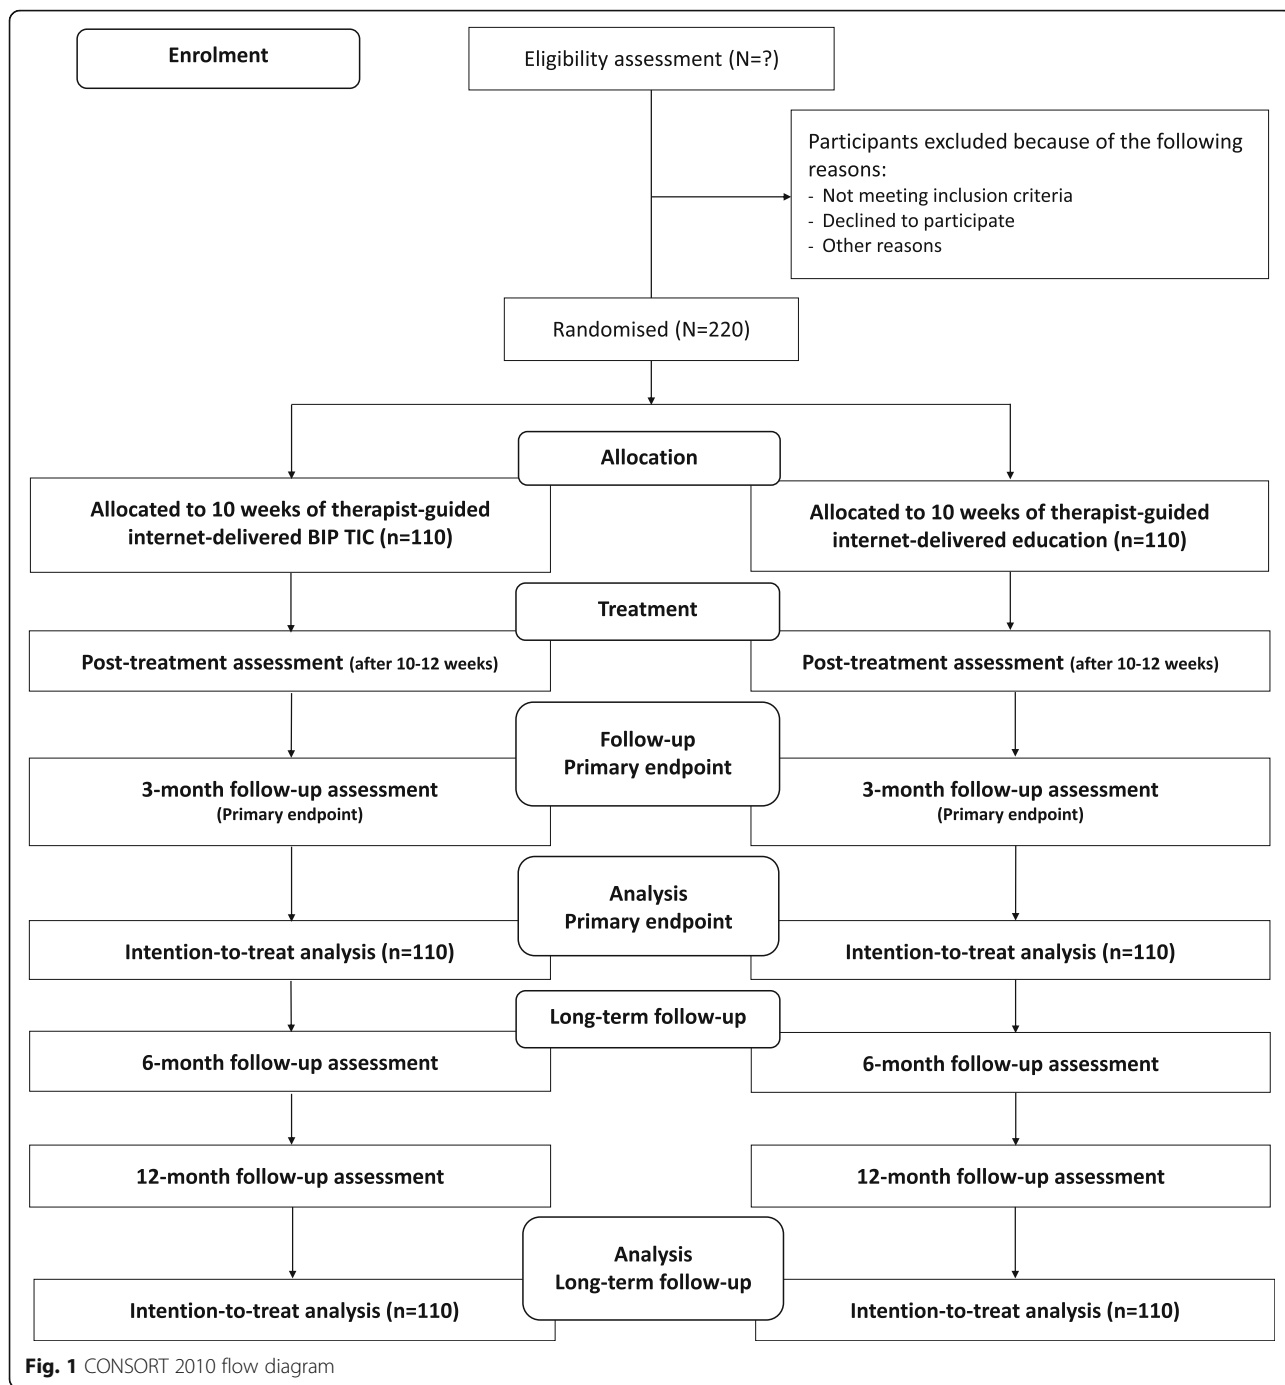 Enrolment
Eligibility assessment (N=?)
Participants excluded because of the following
reasons:
- Not meeting inclusion criteria
- Declined to participate
- Other reasons
Randomised (N=220)
Allocation
Allocated to 10 weeks of therapist-guided
internet-delivered BIP TIC (n=110)
Allocated to 10 weeks of therapist-guided
internet-delivered education (n=110)
Treatment
Post-treatment assessment (after 10-12 weeks)
Post-treatment assessment (after 10-12 weeks)
Follow-up
Primary endpoint
3-month follow-up assessment
(Primary endpoint)
3-month follow-up assessment
(Primary endpoint)
Analysis
Primary endpoint
Intention-to-treat analysis (n=110)
Intention-to-treat analysis (n=110)
Long-term follow-up
6-month follow-up assessment
6-month follow-up assessment
12-month follow-up assessment
12-month follow-up assessment
Analysis
Long-term follow-up
Intention-to-treat analysis (n=110)
Intention-to-treat analysis (n=110)
Fig. 1 CONSORT 2010 flow diagram